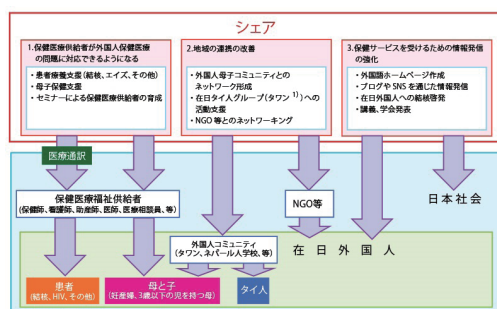 シェア
1.保健医療供給者が外国人保健医療
の問題に対応できるようになる
• 患者療養支援(結核、エイズ、その他)
• 母子保健支援
• セミナーによる保健医療供給者の育成
2.地域の連携の改善
• 外国人母子コミュニティとの
ネットワーク形成
• 在日タイ人グループ(タワン 1))への
活動支援
• NGO 等とのネットワーキング
3.保健サービスを受けるための情報発信
の強化
• 外国語ホームページ作成
• ブログや SNS を通じた情報発信
• 在日外国人への結核啓発
• 講義、学会発表
医療通訳
保健医療福祉供給者
(保健師、看護師、助産師、医師、医療相談員、等)
NGO等
日本社会
外国人コミュニティ
(タワン、ネパール人学校、等)
在日外国人
患者
(結核、HIV、その他)
母と子
(妊産婦、3歳以下の児を持つ母)
タイ人